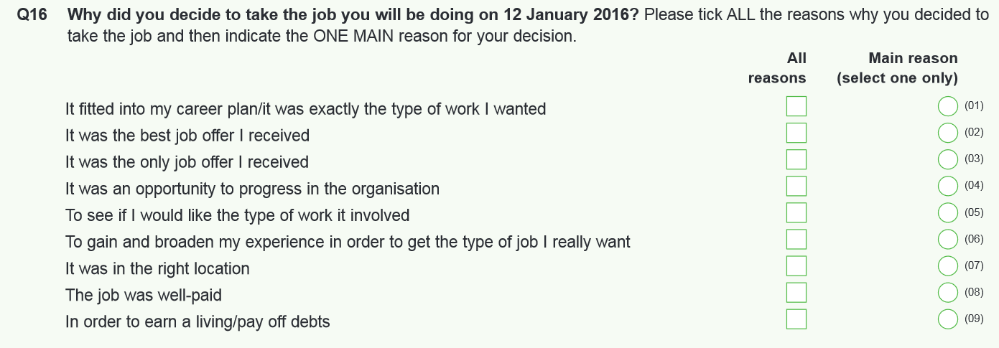 Q16 Why did you decide to take the job you will be doing on 12 January 2016? Please tick ALL the reasons why you decided to
take the job and then indicate the ONE MAIN reason for your decision.
All Main reason
reasons (select one only)
It fitted into my career plan/it was exactly the type of work I wanted (01)
It was the best job offer I received (02)
It was the only job offer I received (03)
It was an opportunity to progress in the organisation (04)
To see if I would like the type of work it involved (05)
To gain and broaden my experience in order to get the type of job I really want (06)
It was in the right location (07)
The job was well-paid (08)
In order to earn a living/pay off debts (09)